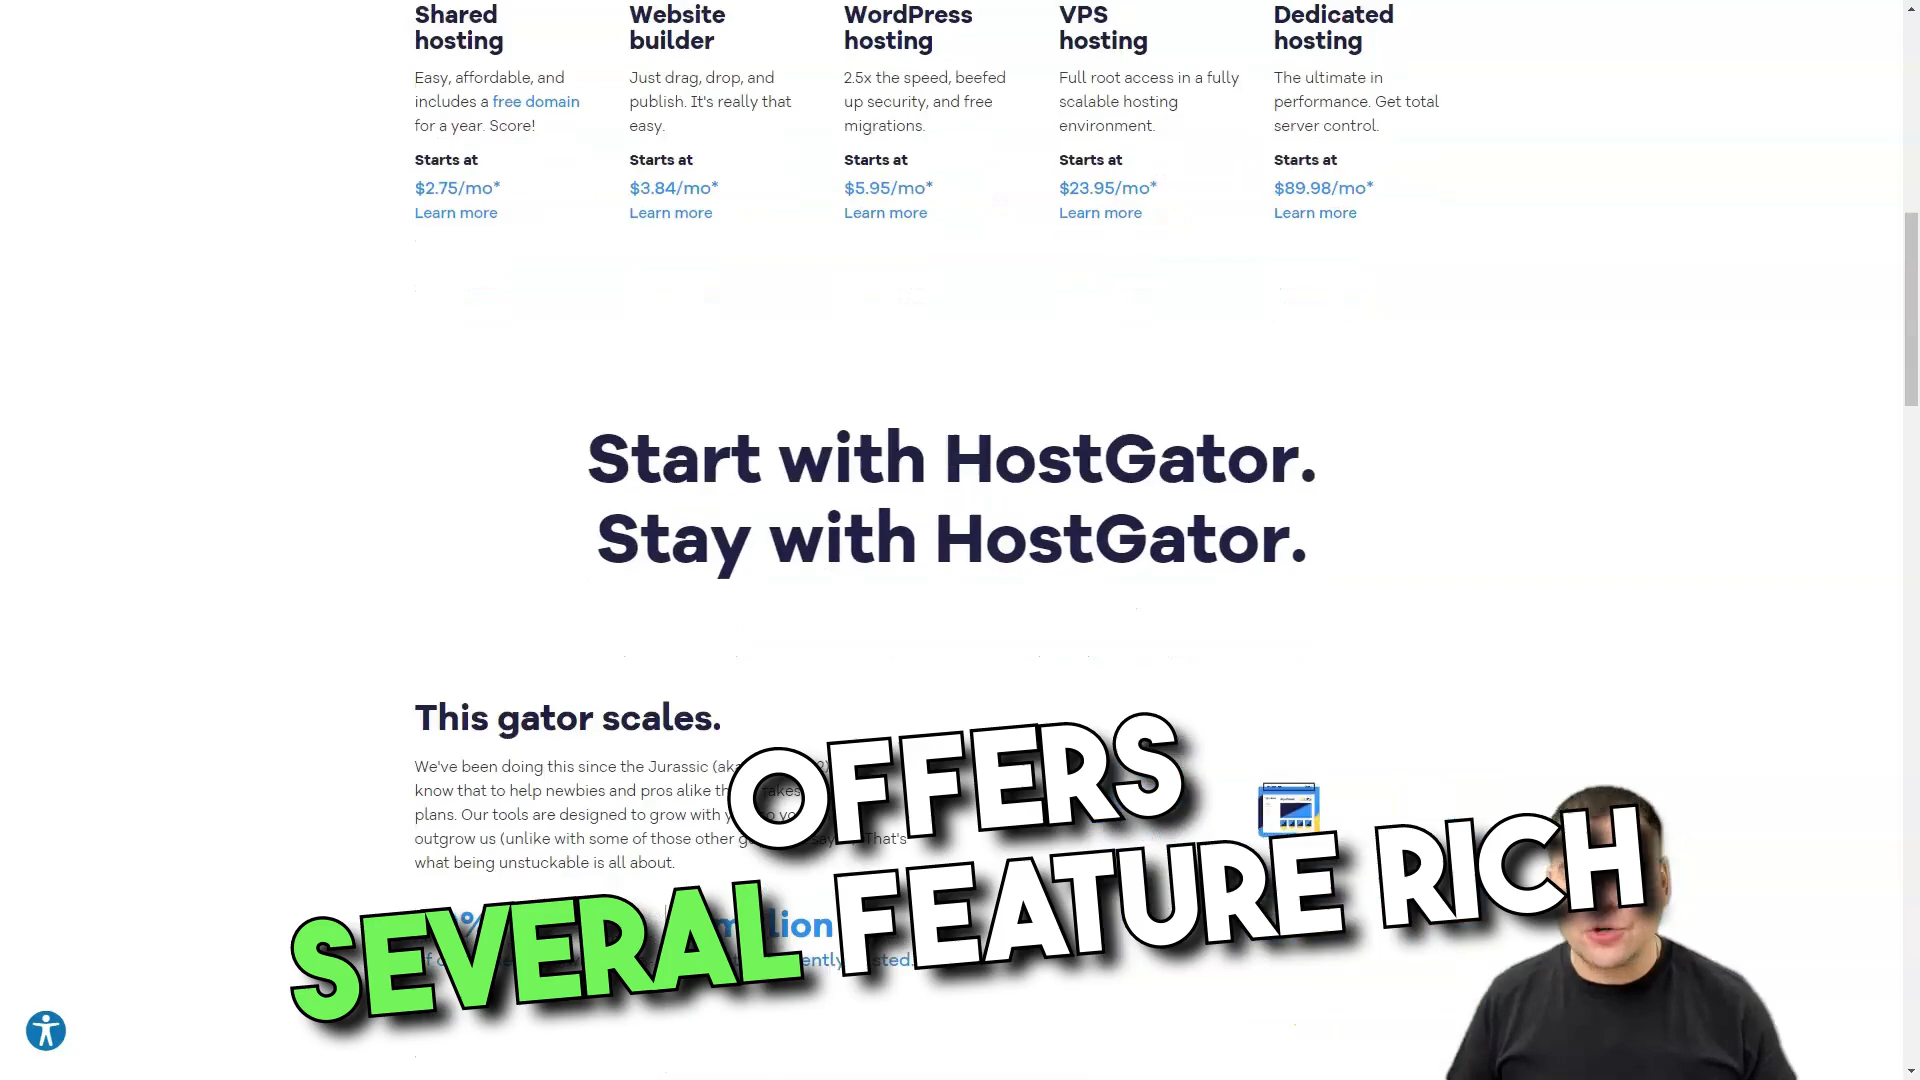 Shared
hosting
Easy, affordable, and
includes a free domain
for a year. Score!
Starts at
$2.75/mo*
Learn more
Website
builder
Just drag, drop, and
publish. It's really that
easy.
Starts at
$3.84/mo*
Learn more
WordPress
hosting
2.5x the speed, beefed
up security, and free
migrations.
Starts at
$5.95/mo*
Learn more
VPS
hosting
Full root access in a fully
scalable hosting
environment.
Starts at
$23.95/mo*
Learn more
Dedicated
hosting
The ultimate in
performance. Get total
server control.
Starts at
$89.98/mo*
Learn more
Start with HostGator.
Stay with HostGator.
This gator scales.
We've been doing this since the Jurassic (aka
know that to help newbies and pros alike
plans. Our tools are designed to grow with
outgrow us (unlike with some of those other That's
what being unstuckable is all about.
OFFERS
SEVERAL FEATURE RICH